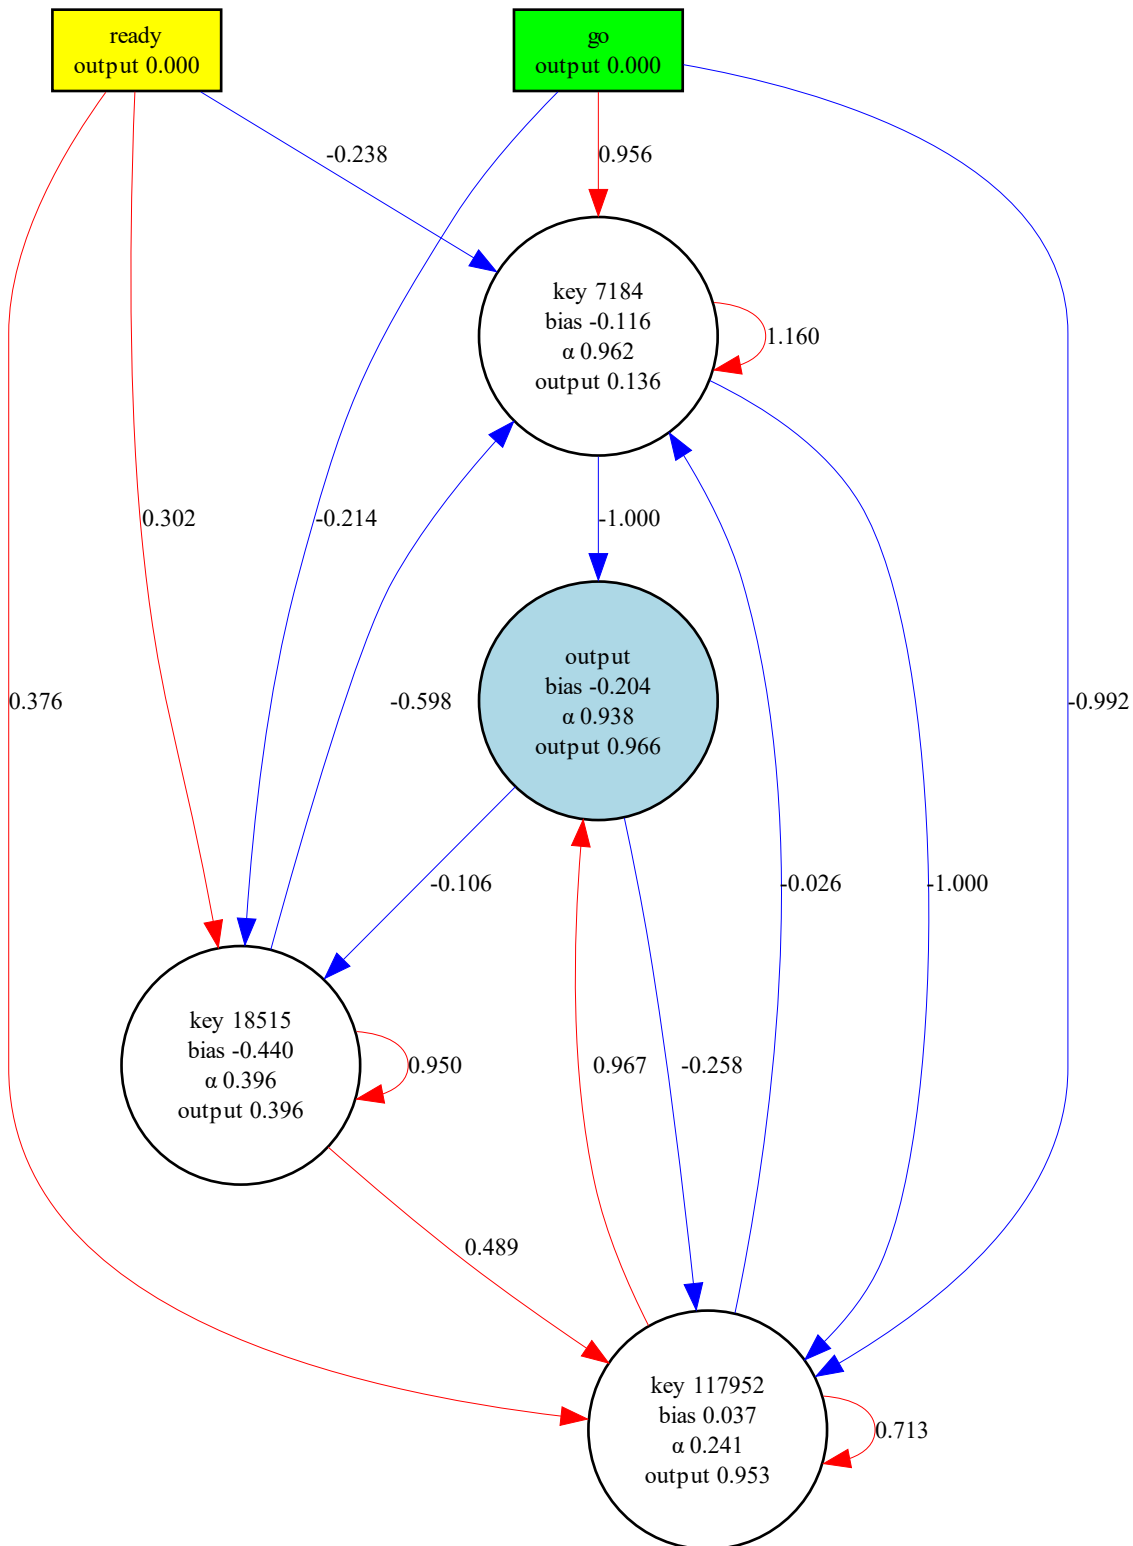 ready
output 0.000
go
output 0.000
-0.238
0.956
key 7184
bias -0.116
α 0.962
output 0.136
1.160
0.302
-0.214
-1.000
output
bias -0.204
α 0.938
output 0.966
0.376
-0.598
-0.992
-0.106
-0.026
-1.000
key 18515
bias -0.440
α 0.396
output 0.396
0.950
0.967
-0.258
0.489
key 117952
bias 0.037
α 0.241
output 0.953
0.713